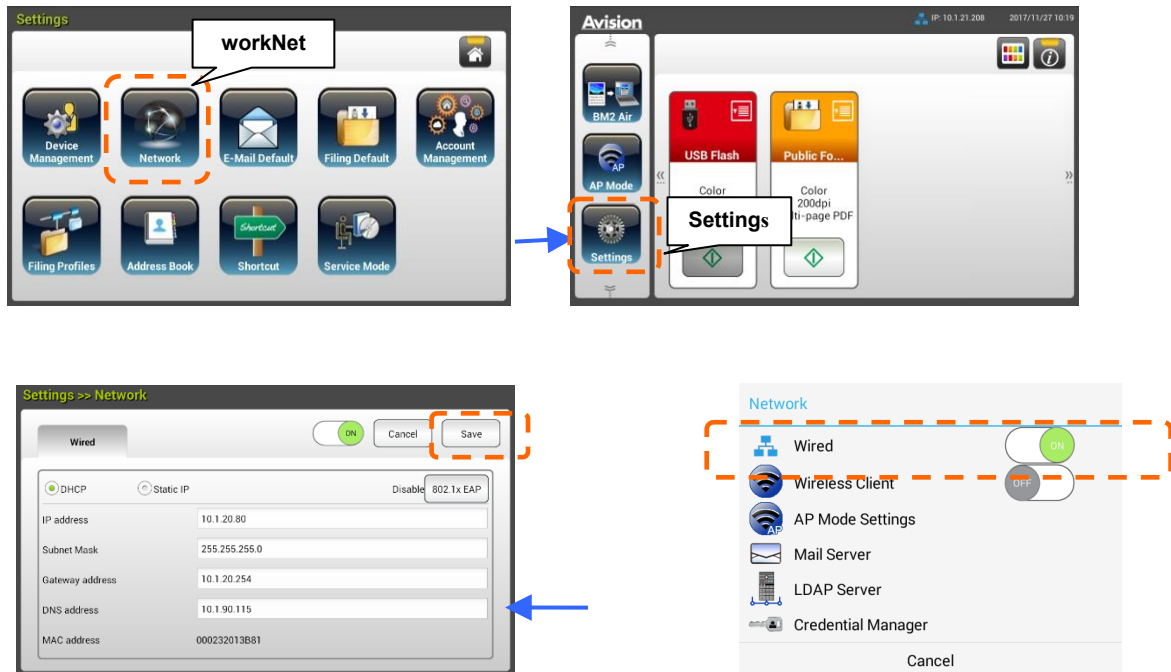 Settings
workNet
Device
Management
Network
E-Mail Default
Filing Default
Account
Management
Filing Profiles
Address Book
Shortcut
Shortcut
Service Mode
Avision
IP: 10.1.21.208
2017/11/27 10:19
BM2 Air
AP
AP Mode
Settings
USB Flash
Color
Public Fo...
Color
200dpi
ti-page PDF
Settings
Settings >> Network
Wired
ON
Cancel
Save
DHCP
Static IP
Disable
802.1x EAP
IP address
10.1.20.80
Subnet Mask
255.255.255.0
Gateway address
10.1.20.254
DNS address
10.1.90.115
MAC address
000232013B81
Network
Wired
ON
Wireless Client
OFF
AP
AP Mode Settings
Mail Server
LDAP Server
Credential Manager
Cancel